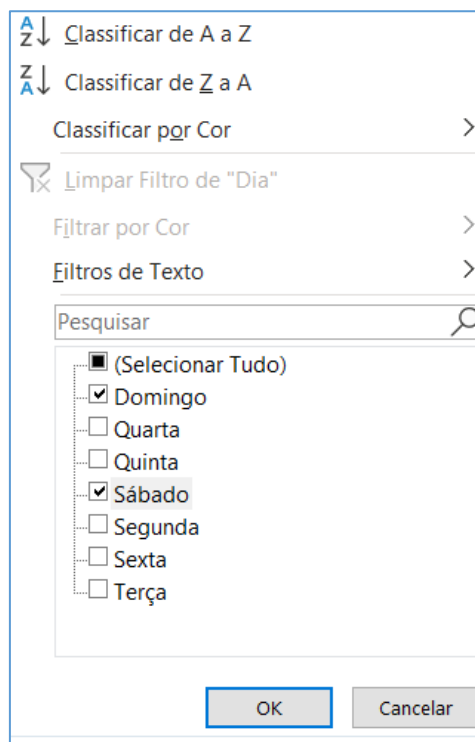 Classificar de A a Z
Classificar de Z a A
Classificar por Cor
Limpar Filtro de "Dia"
Filtrar por Cor
Filtros de Texto
Pesquisar
(Selecionar Tudo)
Domingo
Quarta
Quinta
Sábado
Segunda
Sexta
Terça
OK Cancelar